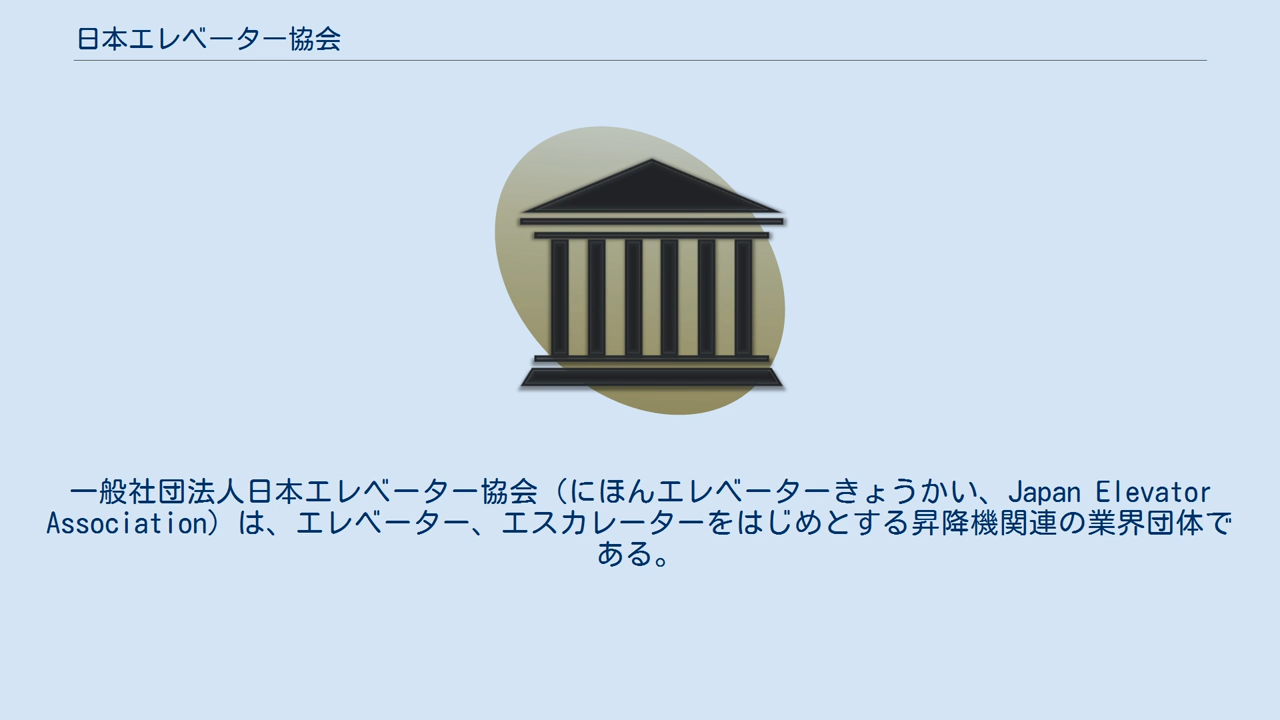 日本エレベーター協会
一般社団法人日本エレベーター協会（にほんエレベーターきょうかい、Japan Elevator
Association）は、エレベーター、エスカレーターをはじめとする昇降機関連の業界団体で
ある。